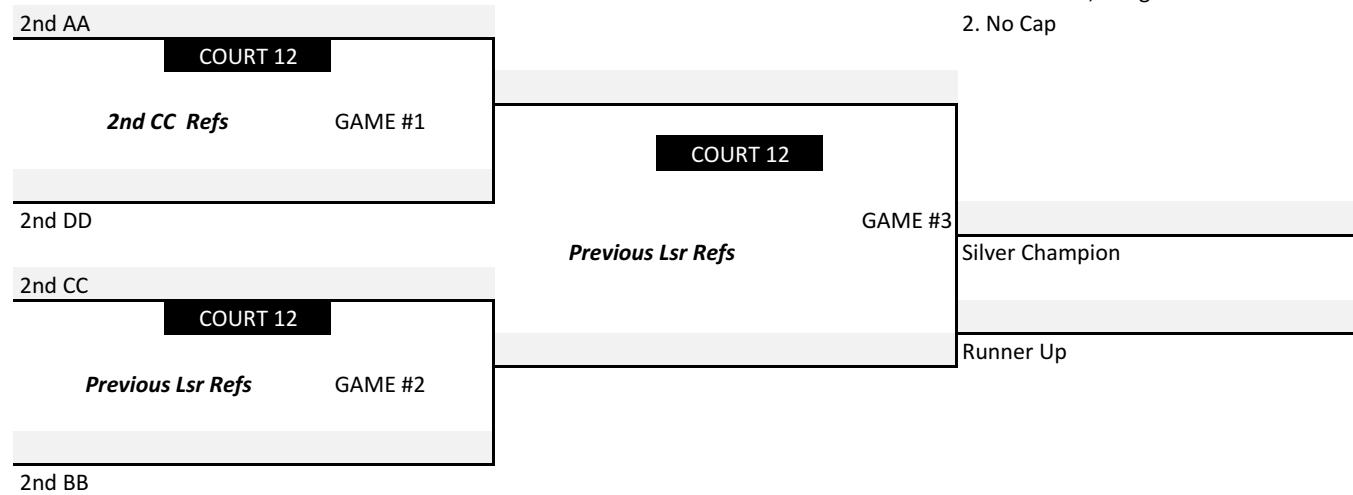 2nd AA
2. No Cap
COURT 12
2nd CC Refs GAME #1
COURT 12
2nd DD
GAME #3
Previous Lsr Refs
Silver Champion
2nd CC
COURT 12
Runner Up
Previous Lsr Refs GAME #2
2nd BB